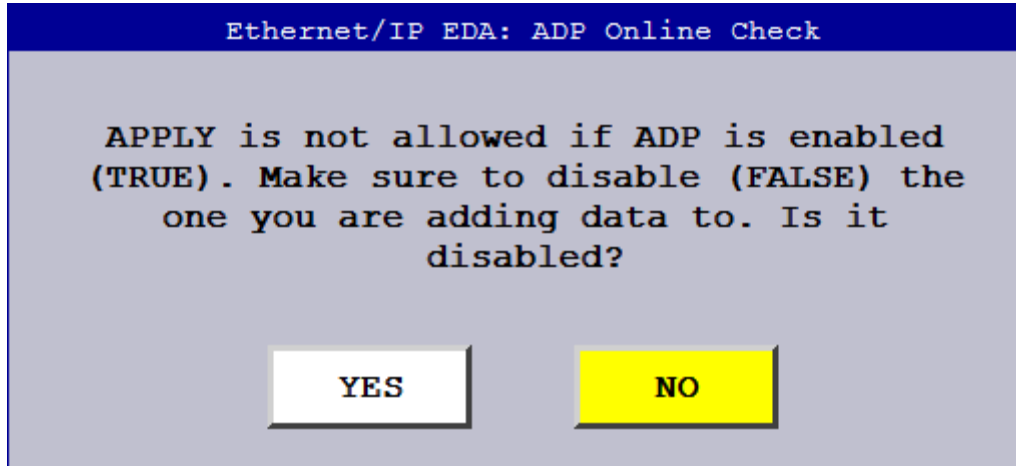 Ethernet/IP EDA: ADP Online Check
APPLY is not allowed if ADP is enabled
(TRUE). Make sure to disable (FALSE) the
one you are adding data to. Is it
disabled?
YES
NO